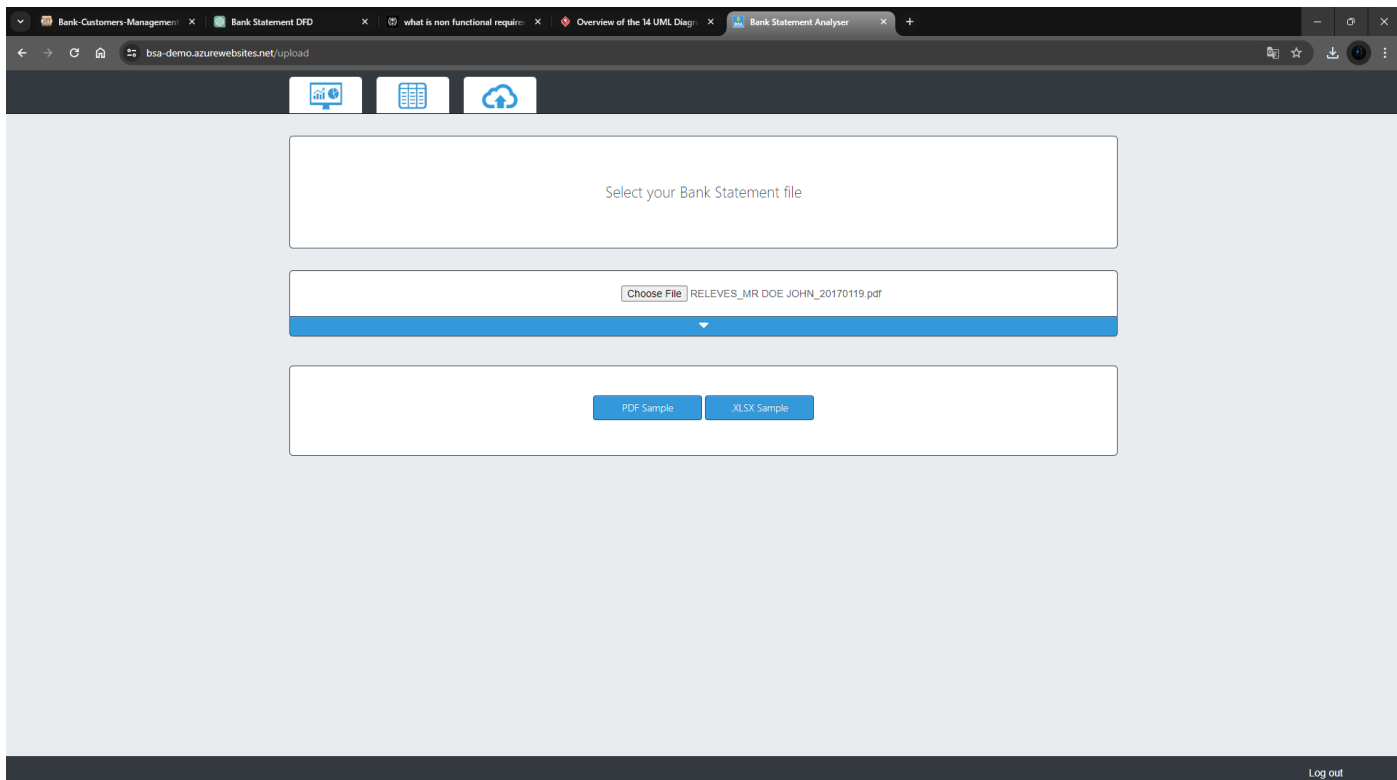 Bank-Customers-Management
Bank Statement DFD
what is non functional require
Overview of the 14 UML Diagr
Bank Statement Analyser
bsa-demo.azurewebsites.net/upload
Select your Bank Statement file
Choose File RELEVES_MR DOE JOHN_20170119.pdf
PDF Sample .XLSX Sample
Log out